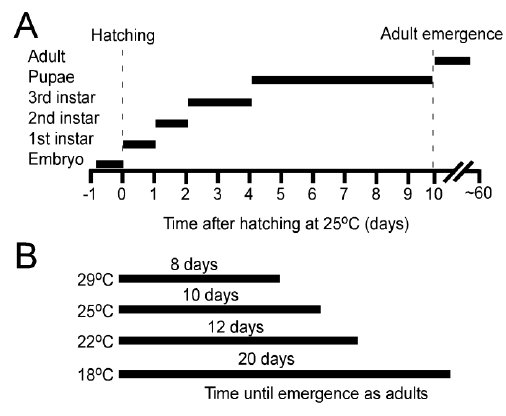 A
Hatching
Adult emergence
Adult
Pupae
3rd instar
2nd instar
1st instar
Embryo
-1 0 1 2 3 4 5 6 7 8 9 10 ~60
Time after hatching at 25ºC (days)
B
8 days
29ºC
10 days
25ºC
12 days
22ºC
20 days
18ºC
Time until emergence as adults